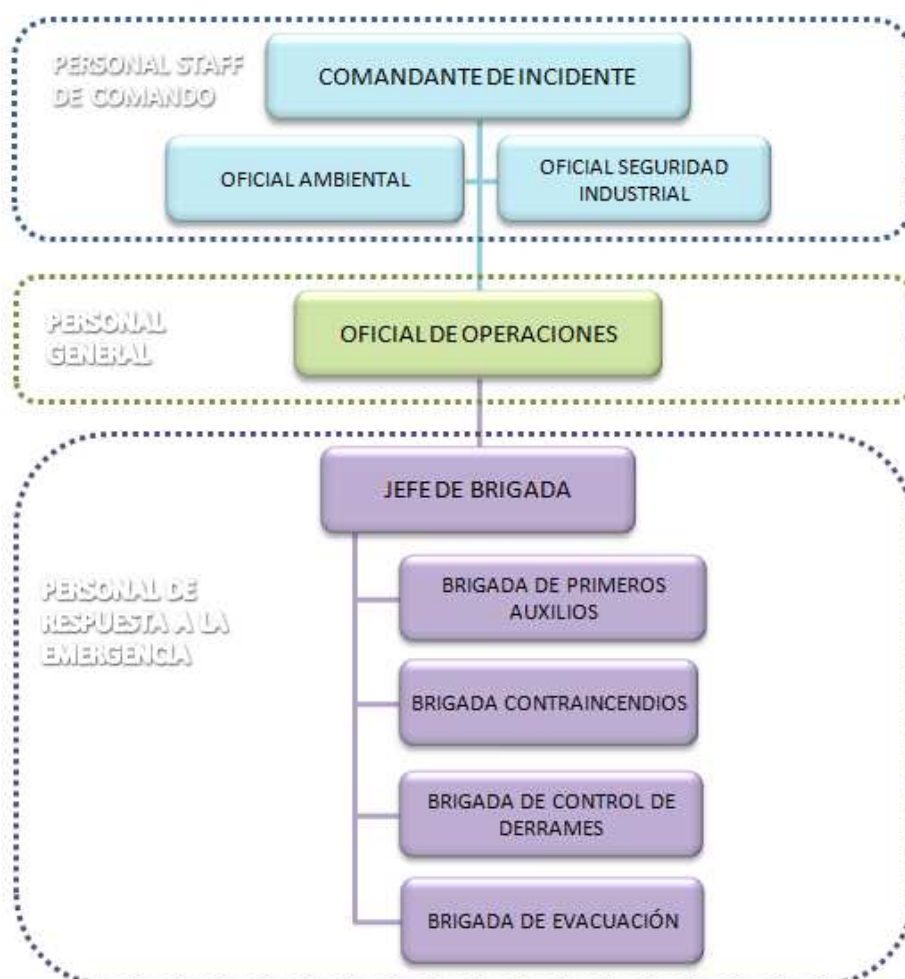 PERSONAL STAFF
DE COMANDO
COMANDANTE DE INCIDENTE
OFICIAL AMBIENTAL
OFICIAL SEGURIDAD
INDUSTRIAL
PERSONAL
GENERAL
OFICIAL DE OPERACIONES
JEFE DE BRIGADA
PERSONAL DE
RESPUESTA A LA
EMERGENCIA
BRIGADA DE PRIMEROS
AUXILIOS
BRIGADA CONTRAINCENDIOS
BRIGADA DE CONTROL DE
DERRAMES
BRIGADA DE EVACUACIÓN